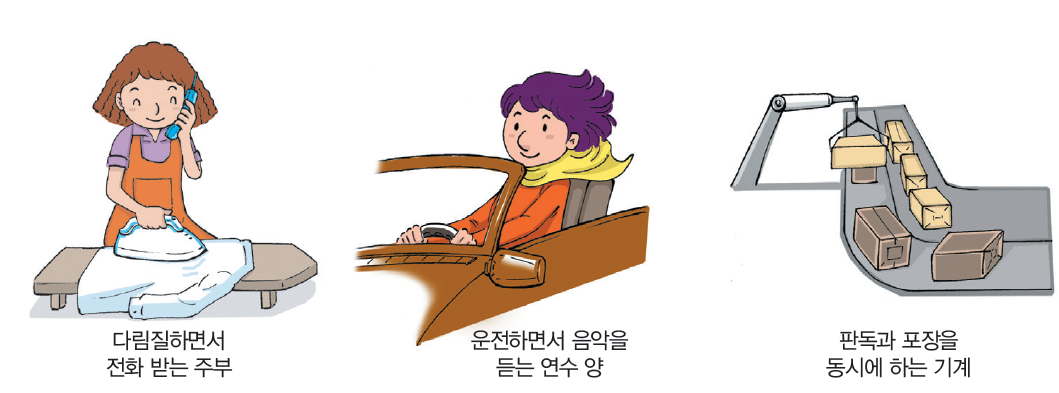 다림질하면서
전화 받는 주부
운전하면서 음악을
듣는 연수 양
판독과 포장을
동시에 하는 기계